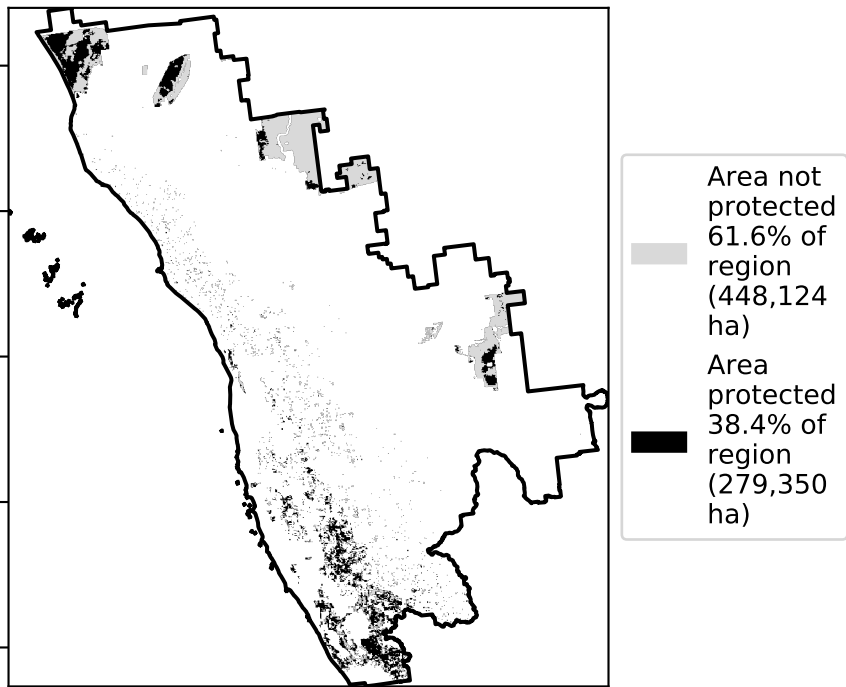 Area not
protected
61.6% of
region
(448,124
ha)
Area
protected
38.4% of
region
(279,350
ha)